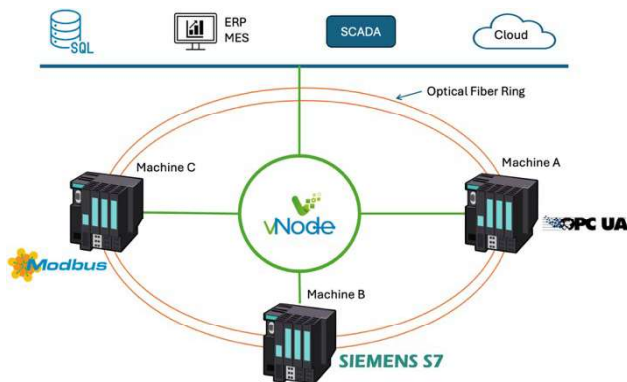 SQL
ERP
MES
SCADA
Cloud
Optical Fiber Ring
Machine C
Machine A
vNode
OPC UA
Modbus
Machine B
SIEMENS S7